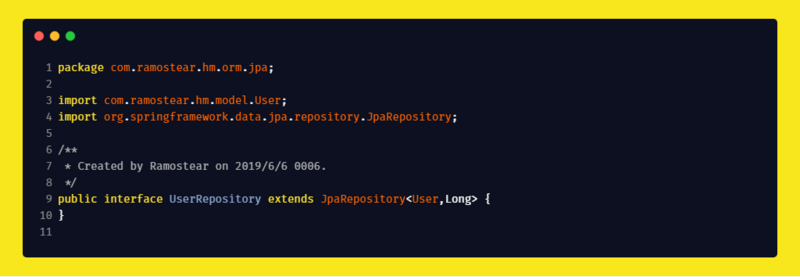 1 package com.ramostear.hm.orm.jpa;
2
3 import com.ramostear.hm.model.User;
4 import org.springframework.data.jpa.repository.JpaRepository;
5
6 /**
7  * Created by Ramostear on 2019/6/6 0006.
8  */
9 public interface UserRepository extends JpaRepository<User,Long> {
10 }
11